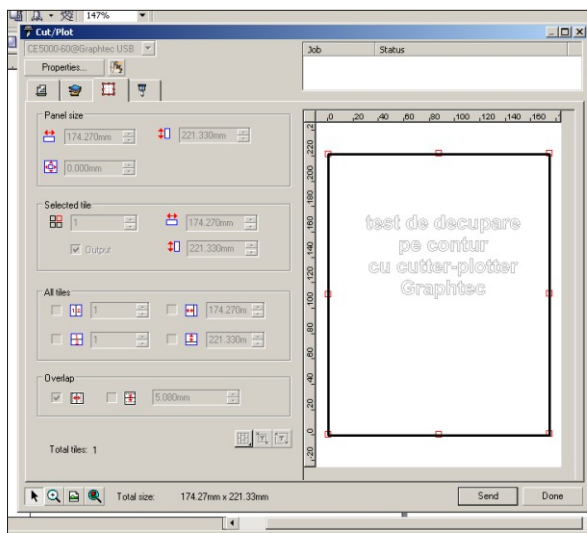 147%
Cut/Plot
CE5000-60@Graphtec USB
Properties...
Job Status
Panel size
174.270mm 221.330mm
0.000mm
Selected tile
1 174.270mm
Output 221.330mm
All tiles
1 174.270m
1 221.330mm
Overlap
5.080mm
Total tiles: 1
,0 ,20 ,40 ,60 ,80 ,100 ,120 ,140 ,160
,220
,200
,180
,160
,140
,120
,100
,80
,60
,40
,20
,0
,-20
test de decupare
pe contur
cu cutter-plotter
Graphtec
Total size: 174.27mm x 221.33mm
Send Done